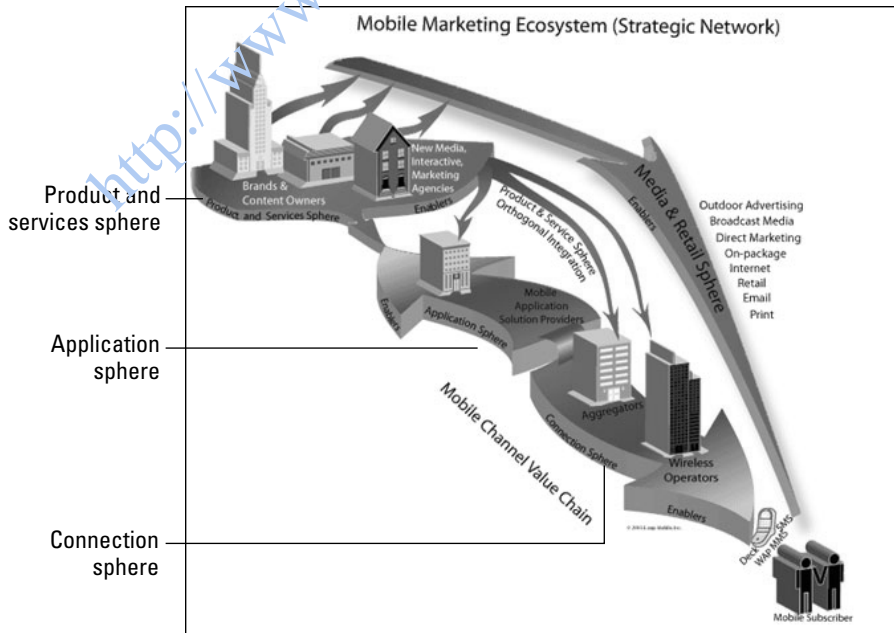 Mobile Marketing Ecosystem (Strategic Network)
http://www
Brands &
Content Owners
New Media,
Interactive,
Marketing
Agencies
Product and Services Sphere
Enablers
Product and
services sphere
Product & Service Sphere
Orthogonal Integration
Enablers
Media & Retail Sphere
Outdoor Advertising
Broadcast Media
Direct Marketing
On-package
Internet
Retail
Email
Print
Mobile
Application
Solution Providers
Enablers
Application Sphere
Application
sphere
Aggregators
Connection Sphere
Wireless
Operators
Enablers
Mobile Channel Value Chain
Connection
sphere
Deck
WAP MMS
SMS
Mobile Subscriber